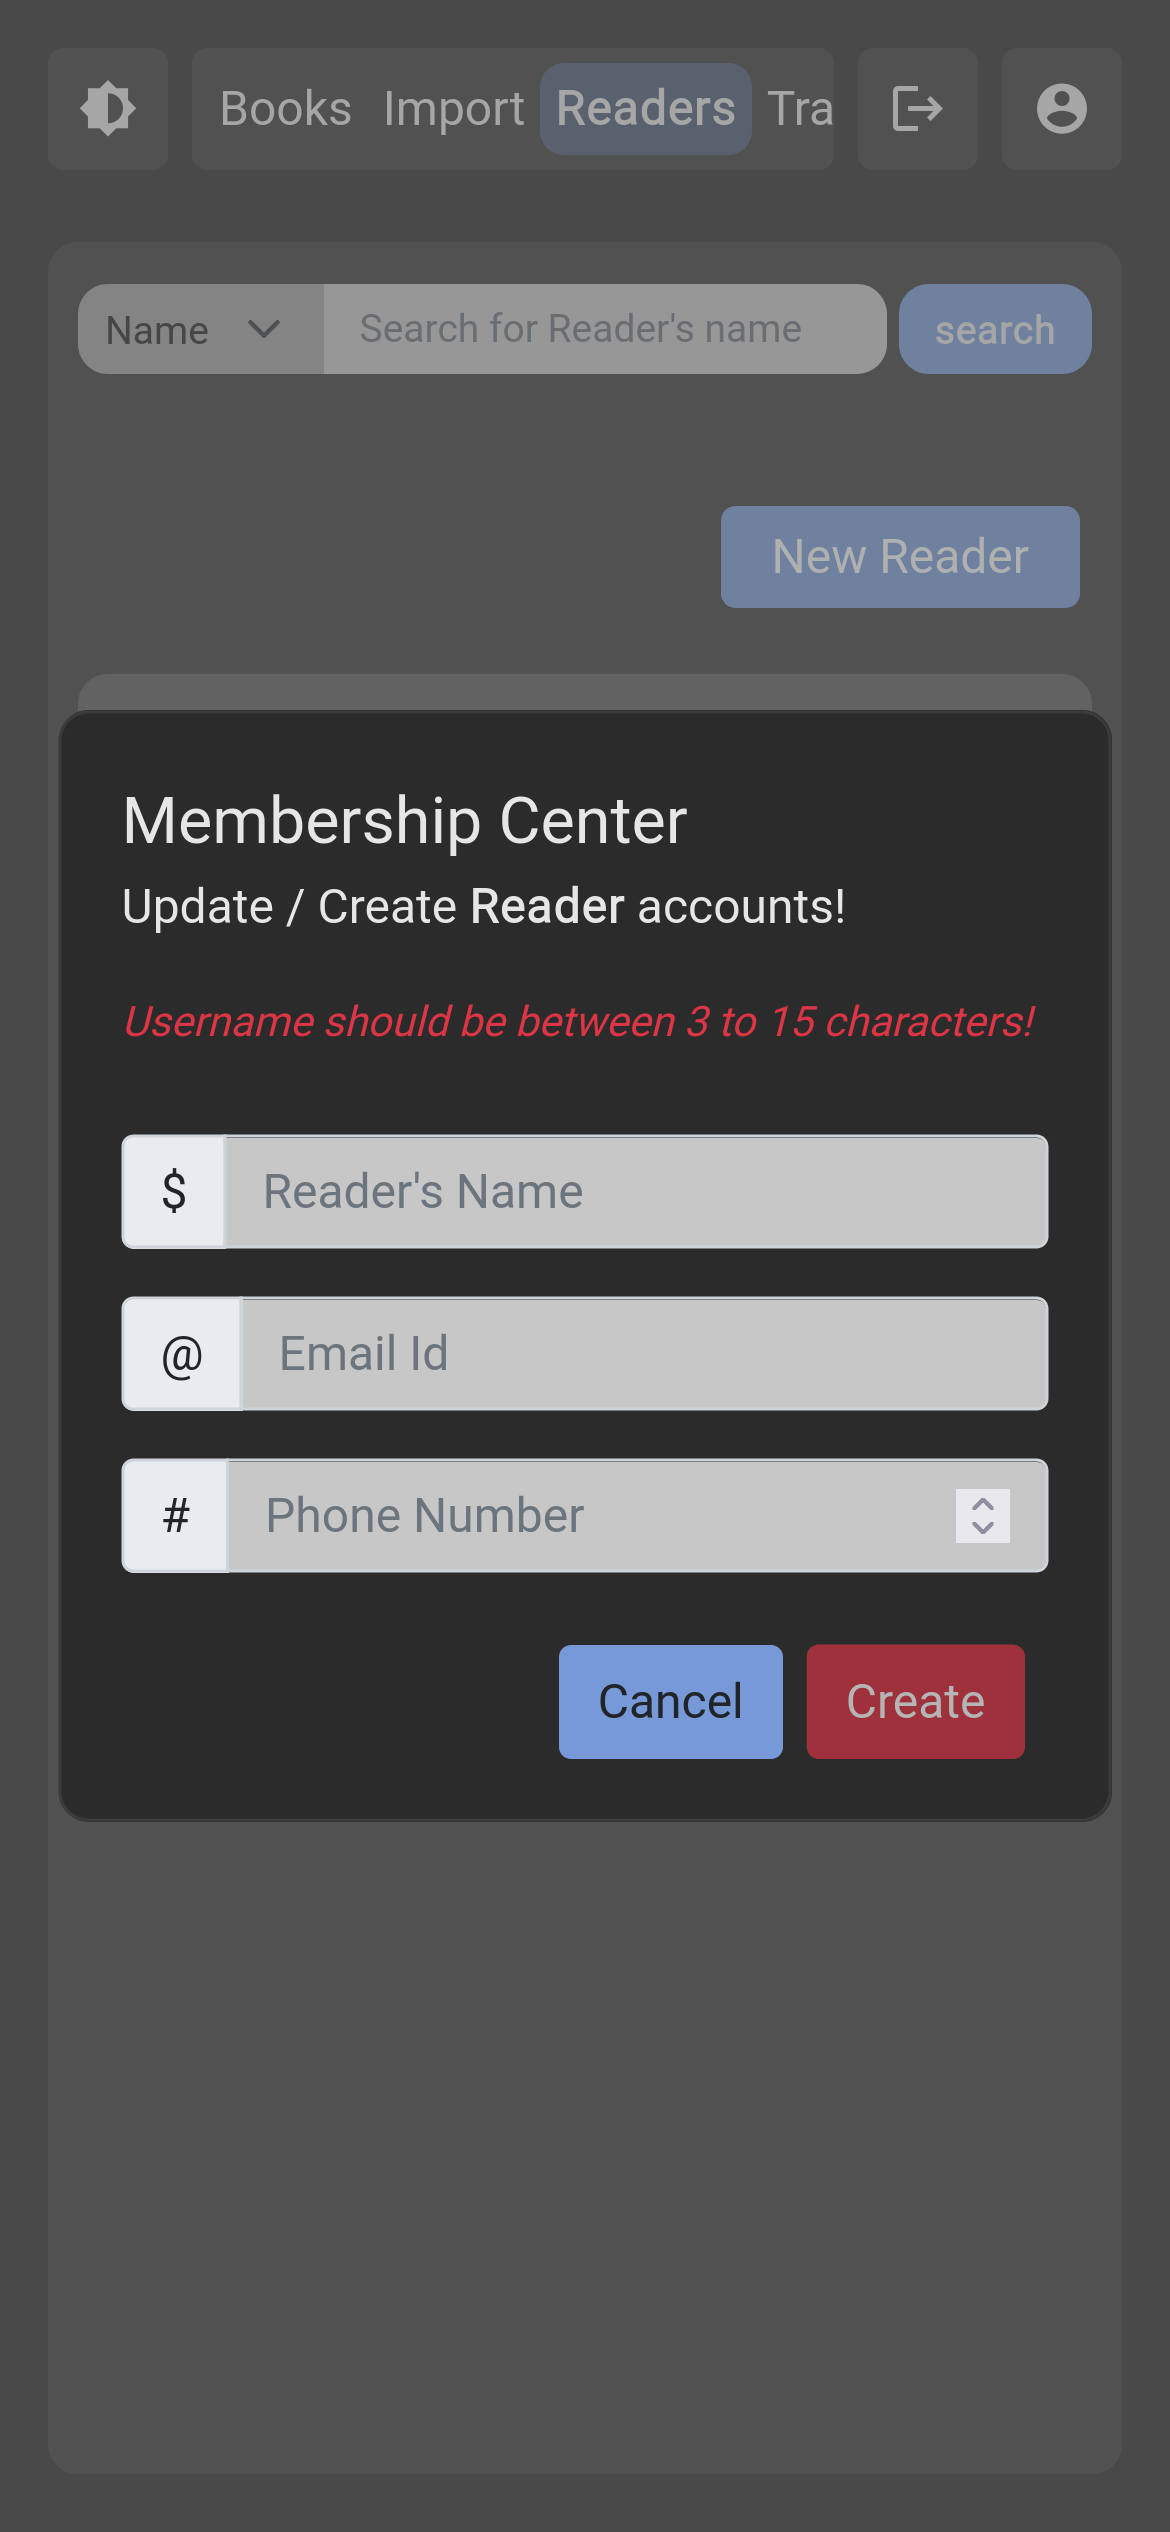 Books Import Readers Tra
Name Search for Reader's name search
New Reader
Membership Center
Update / Create Reader accounts!
Username should be between 3 to 15 characters!
$ Reader's Name
@ Email Id
# Phone Number
Cancel Create